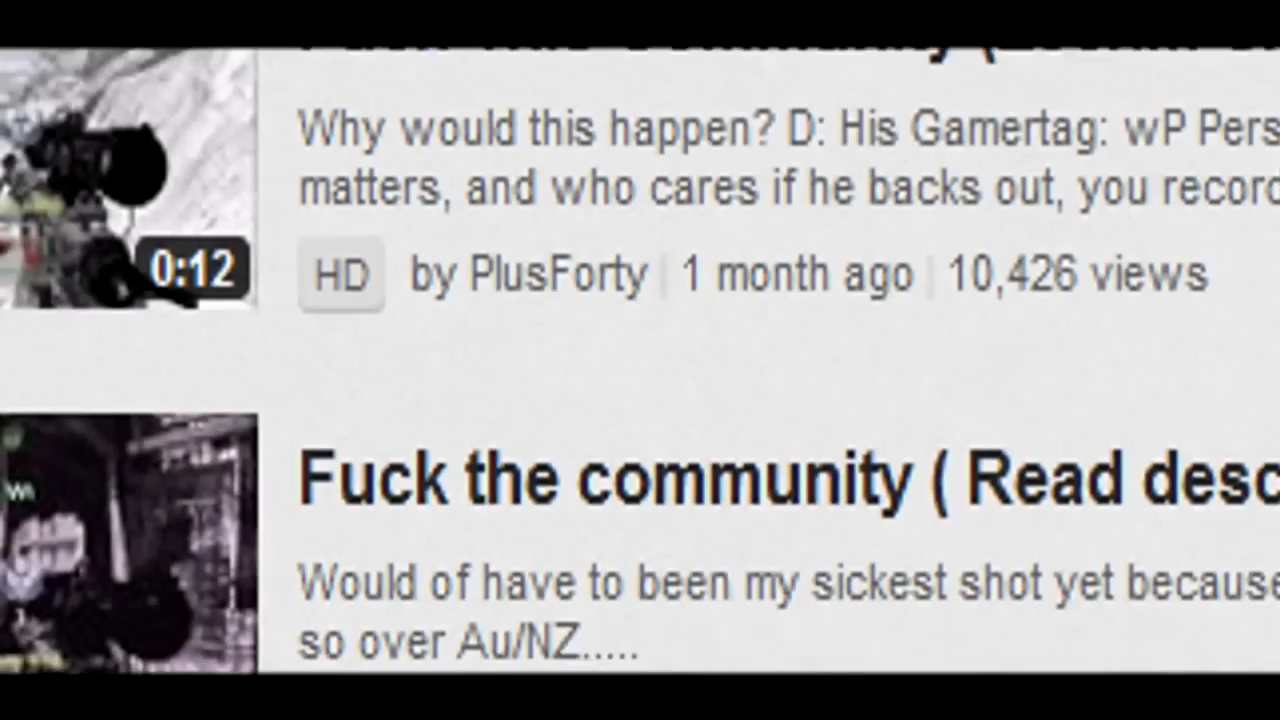 Why would this happen? D: His Gamertag: wP Pers
matters, and who cares if he backs out, you record
0:12
HD by PlusForty 1 month ago 10,426 views
Fuck the community ( Read desc
Would of have to been my sickest shot yet because
so over Au/NZ.....